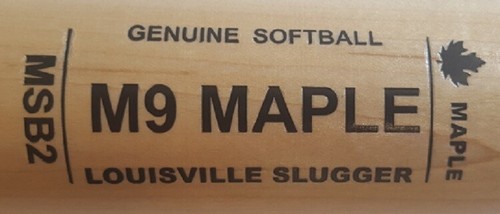 GENUINE SOFTBALL
MSB2
M9 MAPLE
MAPLE
LOUISVILLE SLUGGER